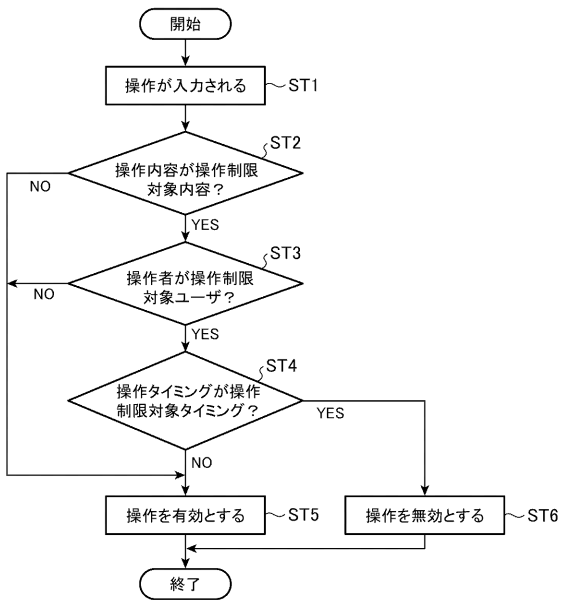 開始
操作が入力される
ST1
ST2
操作内容が操作制限
対象内容？
NO
YES
ST3
操作者が操作制限
対象ユーザ？
NO
YES
ST4
操作タイミングが操作
制限対象タイミング？
YES
NO
操作を有効とする
ST5
操作を無効とする
ST6
終了